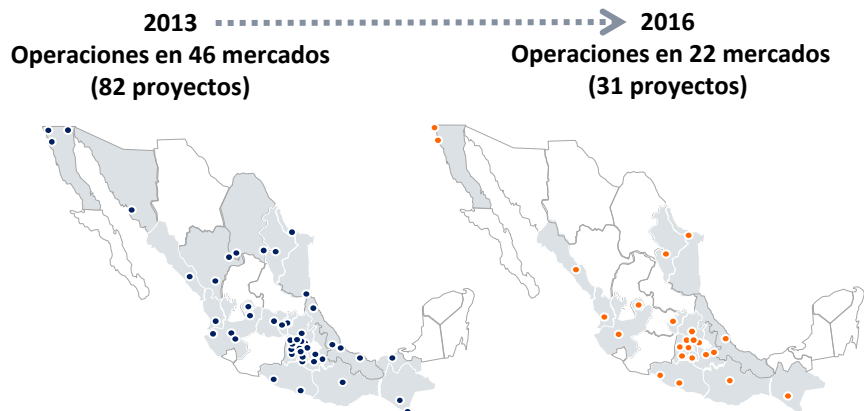 2013
Operaciones en 46 mercados
(82 proyectos)
2016
Operaciones en 22 mercados
(31 proyectos)